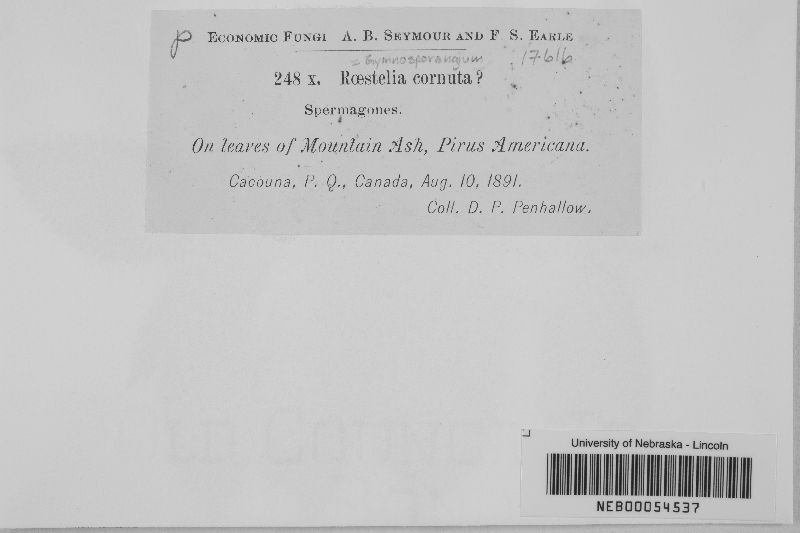 p Economic Fungi A. B. Seymour and F. S. Earle
= Gymnosporangium 17616
248 x. Rœstelia cornuta?
Spermagones.
On leaves of Mountain Ash, Pirus Americana.
Cacouna, P. Q., Canada, Aug. 10, 1891.
Coll. D. P. Penhallow.
University of Nebraska - Lincoln
NEB00054537